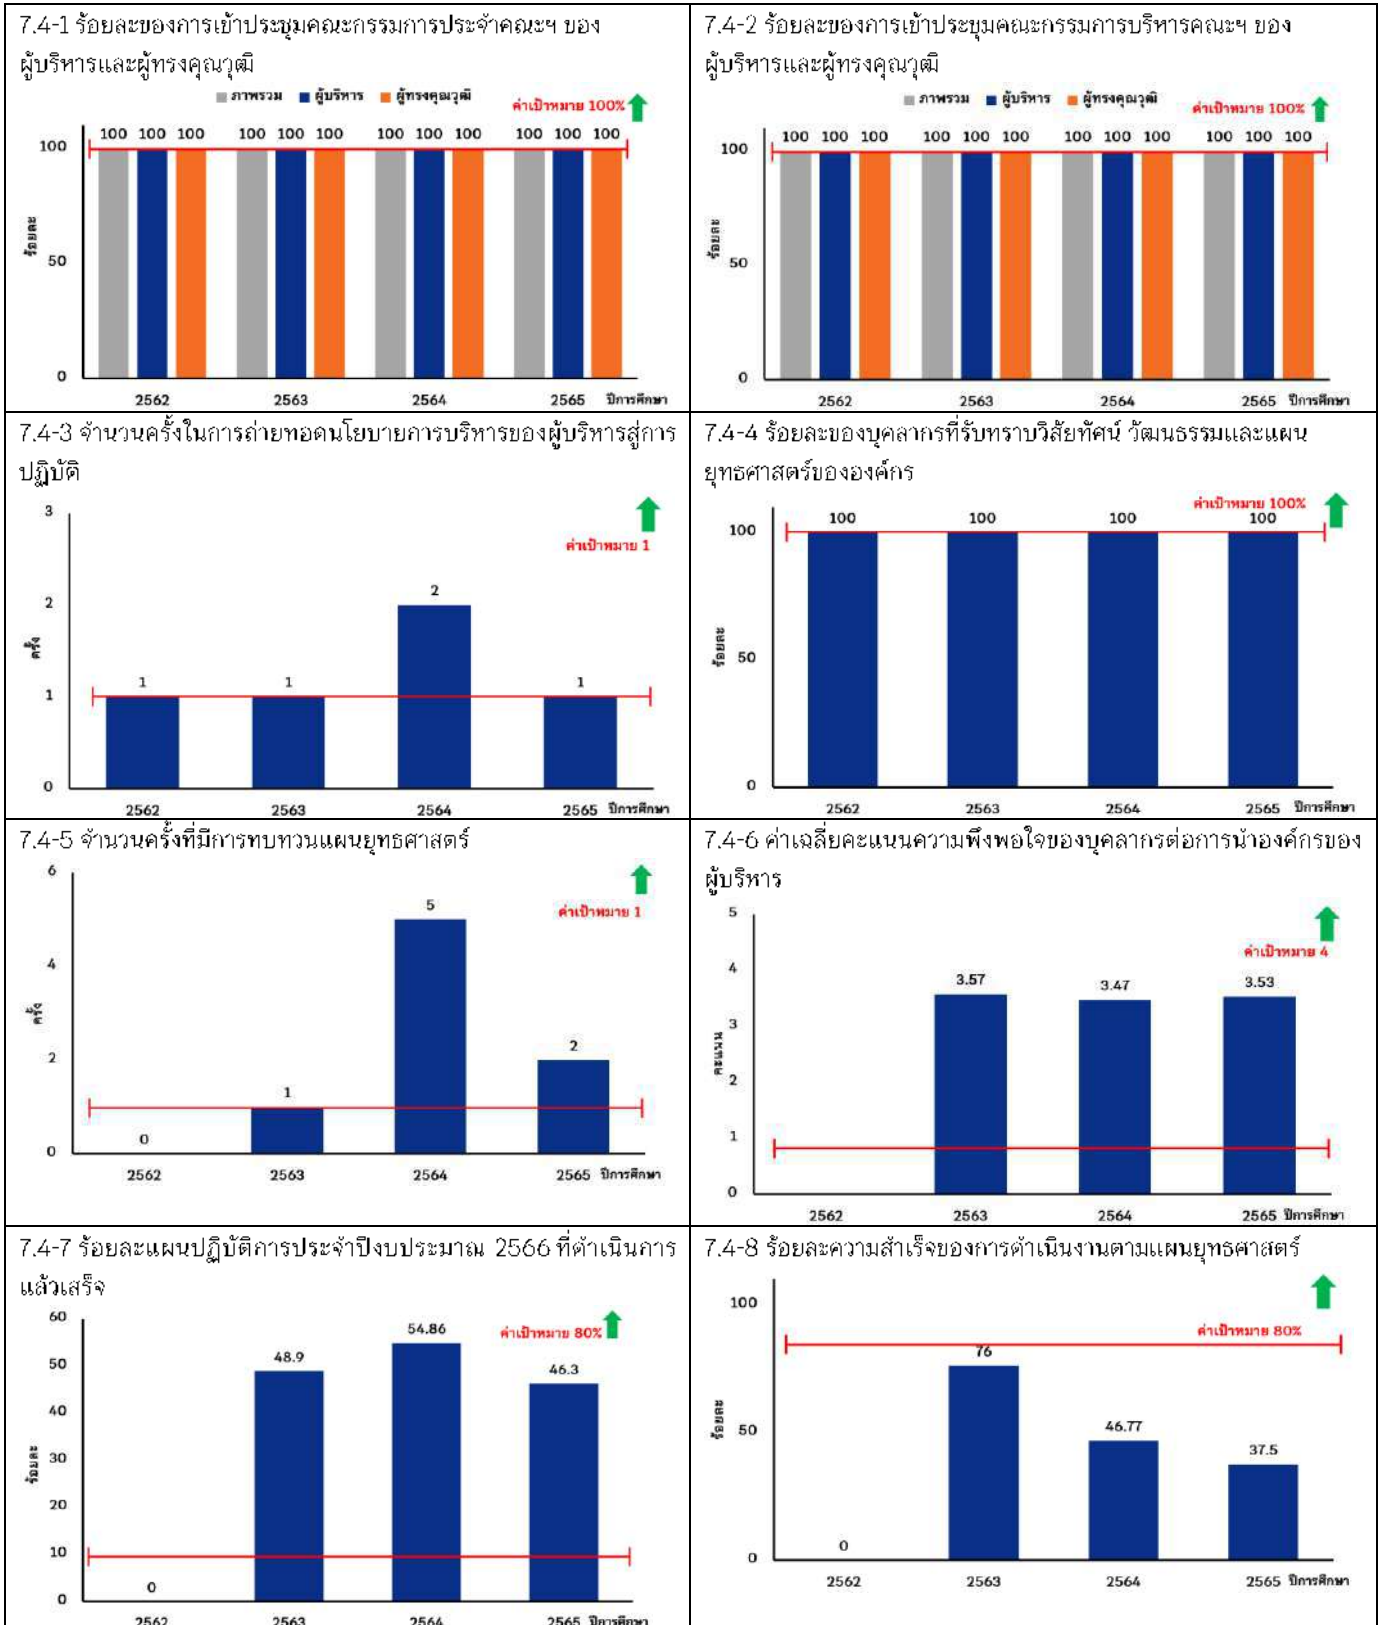 7.4-1 ร้อยละของการเข้าประชุมคณะกรรมการประจำคณะฯ ของ
ผู้บริหารและผู้ทรงคุณวุฒิ
ภาพรวม ผู้บริหาร ผู้ทรงคุณวุฒิ
ค่าเป้าหมาย 100%
100 100 100 100 100 100 100 100 100 100 100 100
100
50
0
ร้อยละ
2562 2563 2564 2565 ปีการศึกษา
7.4-2 ร้อยละของการเข้าประชุมคณะกรรมการบริหารคณะฯ ของ
ผู้บริหารและผู้ทรงคุณวุฒิ
ภาพรวม ผู้บริหาร ผู้ทรงคุณวุฒิ
ค่าเป้าหมาย 100%
100 100 100 100 100 100 100 100 100 100 100 100
100
50
0
ร้อยละ
2562 2563 2564 2565 ปีการศึกษา
7.4-3 จำนวนครั้งในการถ่ายทอดนโยบายการบริหารของผู้บริหารสู่การ
ปฏิบัติ
ค่าเป้าหมาย 1
3
2
1
0
ครั้ง
1 1 2 1
2562 2563 2564 2565 ปีการศึกษา
7.4-4 ร้อยละของบุคลากรที่รับทราบวิสัยทัศน์ วัฒนธรรมและแผน
ยุทธศาสตร์ขององค์กร
ค่าเป้าหมาย 100%
100 100 100 100
100
50
0
ร้อยละ
2562 2563 2564 2565 ปีการศึกษา
7.4-5 จำนวนครั้งที่มีการทบทวนแผนยุทธศาสตร์
ค่าเป้าหมาย 1
6
4
2
0
ครั้ง
0 1 5 2
2562 2563 2564 2565 ปีการศึกษา
7.4-6 ค่าเฉลี่ยคะแนนความพึงพอใจของบุคลากรต่อการนำองค์กรของ
ผู้บริหาร
ค่าเป้าหมาย 4
5
4
3
2
1
0
คะแนน
3.57 3.47 3.53
2562 2563 2564 2565 ปีการศึกษา
7.4-7 ร้อยละแผนปฏิบัติการประจำปีงบประมาณ 2566 ที่ดำเนินการ
แล้วเสร็จ
ค่าเป้าหมาย 80%
60
50
40
30
20
10
0
ร้อยละ
0 48.9 54.86 46.3
2562 2563 2564 2565 ปีการศึกษา
7.4-8 ร้อยละความสำเร็จของการดำเนินงานตามแผนยุทธศาสตร์
ค่าเป้าหมาย 80%
100
50
0
ร้อยละ
0 76 46.77 37.5
2562 2563 2564 2565 ปีการศึกษา